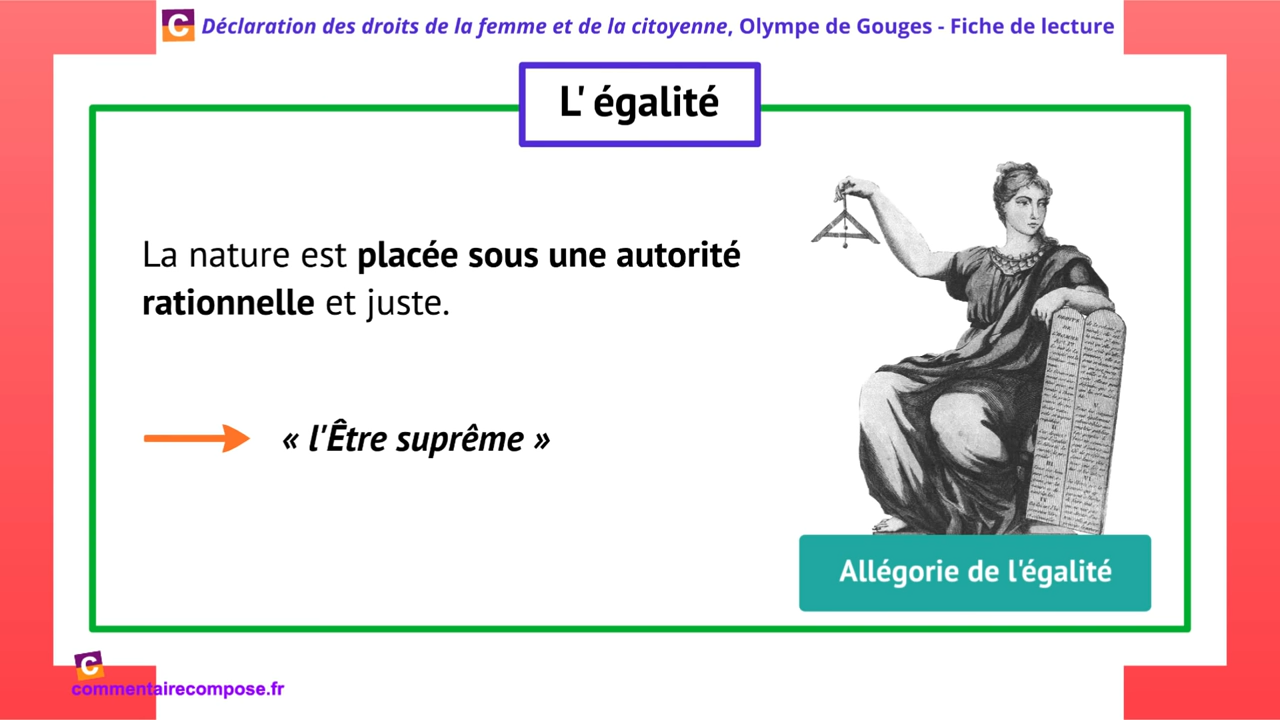 C Déclaration des droits de la femme et de la citoyenne, Olympe de Gouges - Fiche de lecture
L' égalité
La nature est placée sous une autorité
rationnelle et juste.
« l'Être suprême »
Allégorie de l'égalité
C
commentairecompose.fr